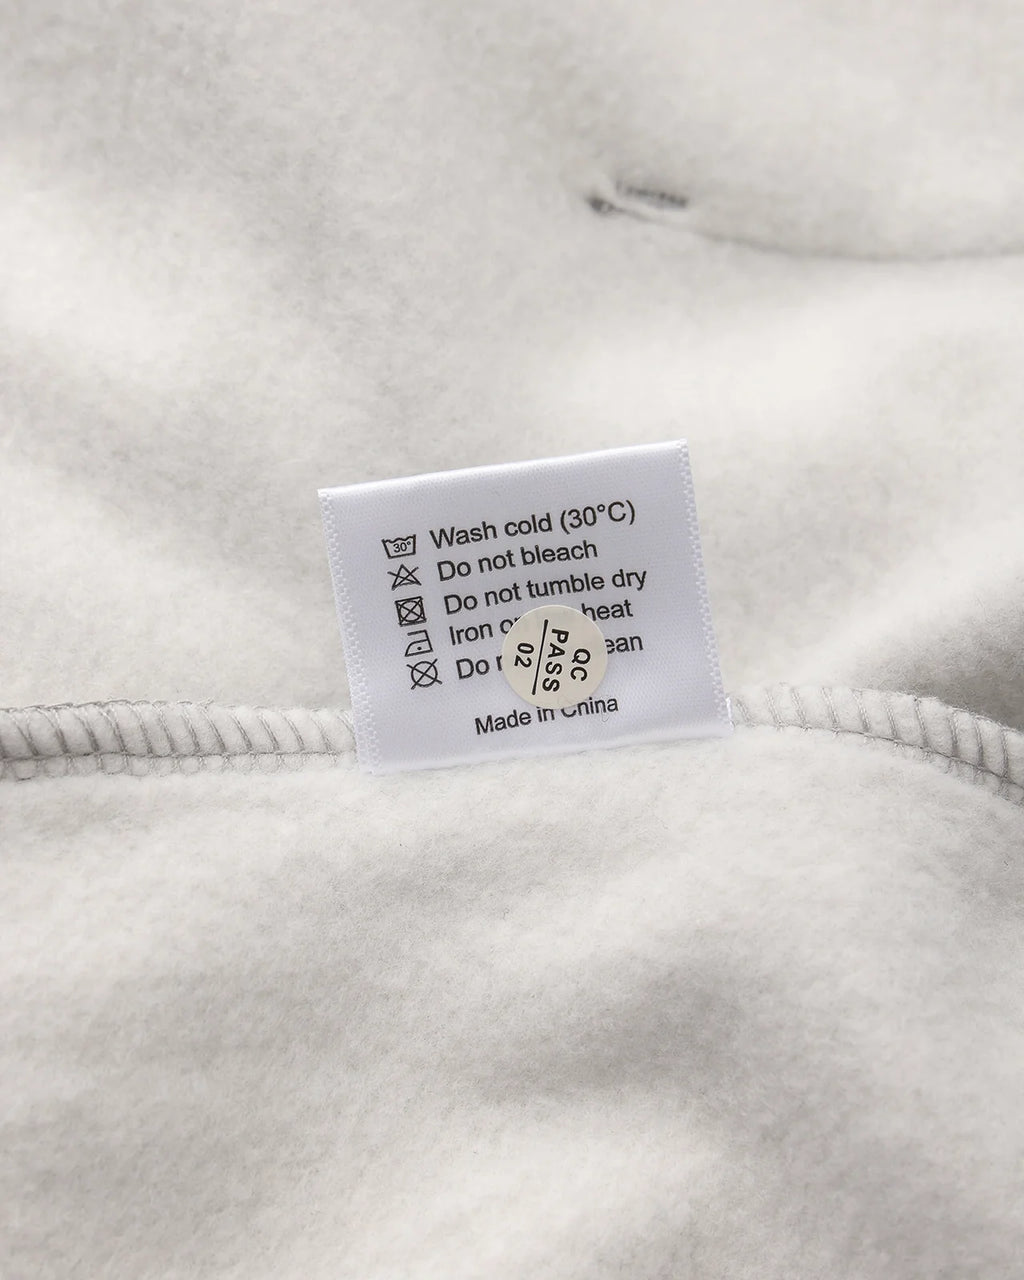 30° Wash cold (30°C)
Do not bleach
Do not tumble dry
Iron heat
Do
Made in China
QC
PASS
02